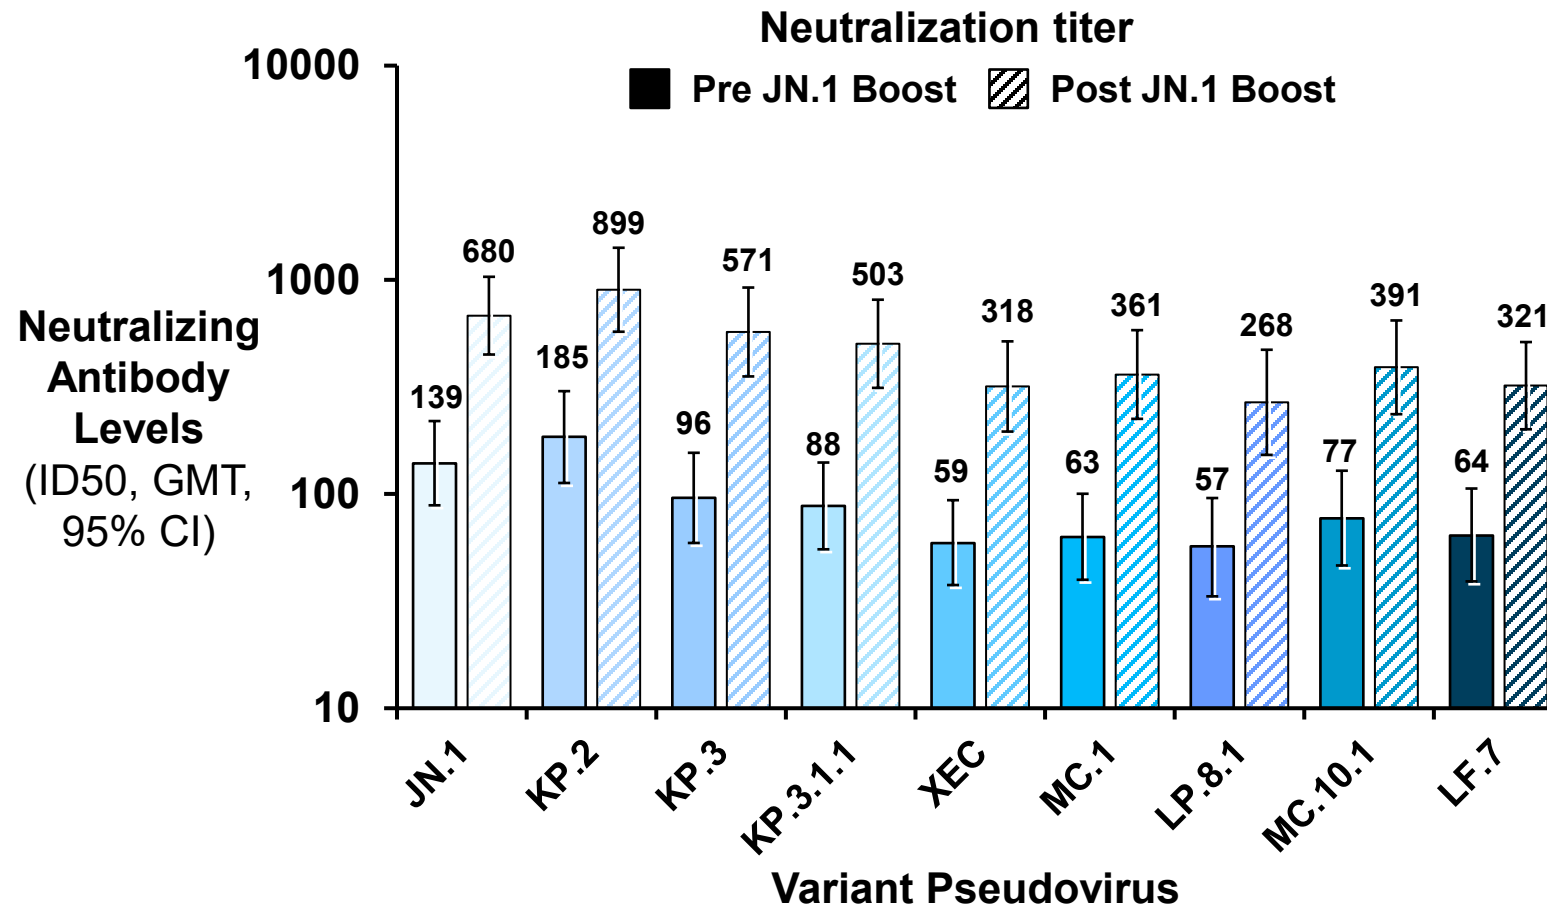 Neutralization titer
Pre JN.1 Boost Post JN.1 Boost
10000
1000
100
10
Neutralizing
Antibody
Levels
(ID50, GMT,
95% CI)
139 680 185 899 96 571 88 503 59 318 63 361 57 268 77 391 64 321
JN.1 KP.2 KP.3 KP.3.1.1 XEC MC.1 LP.8.1 MC.10.1 LF.7
Variant Pseudovirus